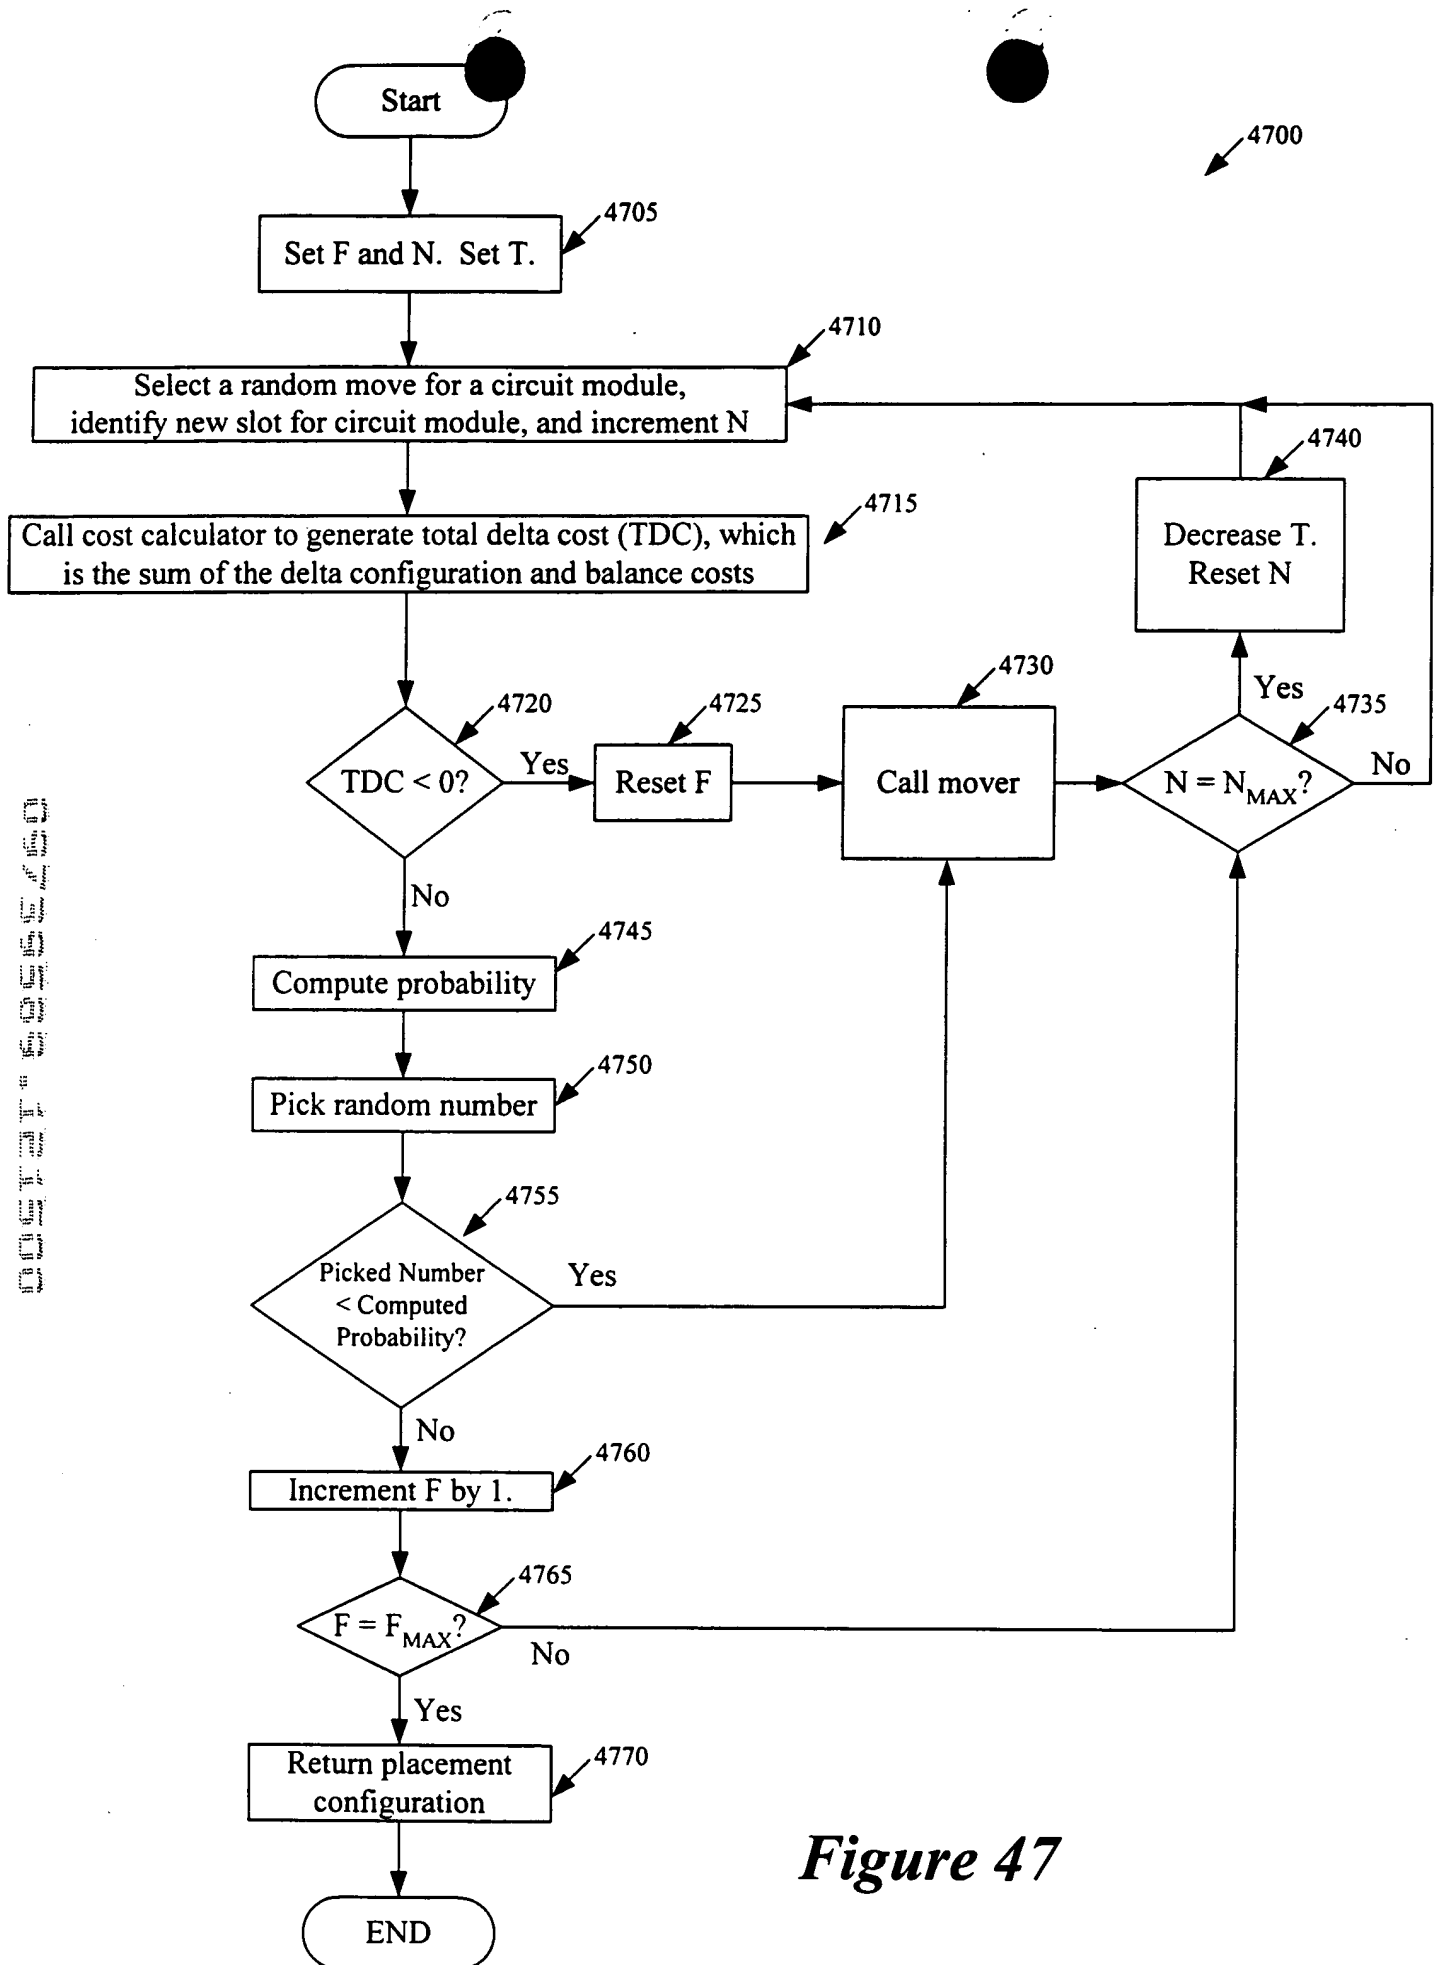 Start
4700
4705
Set F and N. Set T.
4710
Select a random move for a circuit module,
identify new slot for circuit module, and increment N
4740
Decrease T.
Reset N
4715
Call cost calculator to generate total delta cost (TDC), which
is the sum of the delta configuration and balance costs
4720
TDC < 0?
Yes
4725
Reset F
4730
Call mover
Yes
4735
N = NMAX?
No
No
4745
Compute probability
4750
Pick random number
4755
Picked Number
< Computed
Probability?
Yes
No
4760
Increment F by 1.
4765
F = FMAX?
No
Yes
4770
Return placement
configuration
END
Figure 47